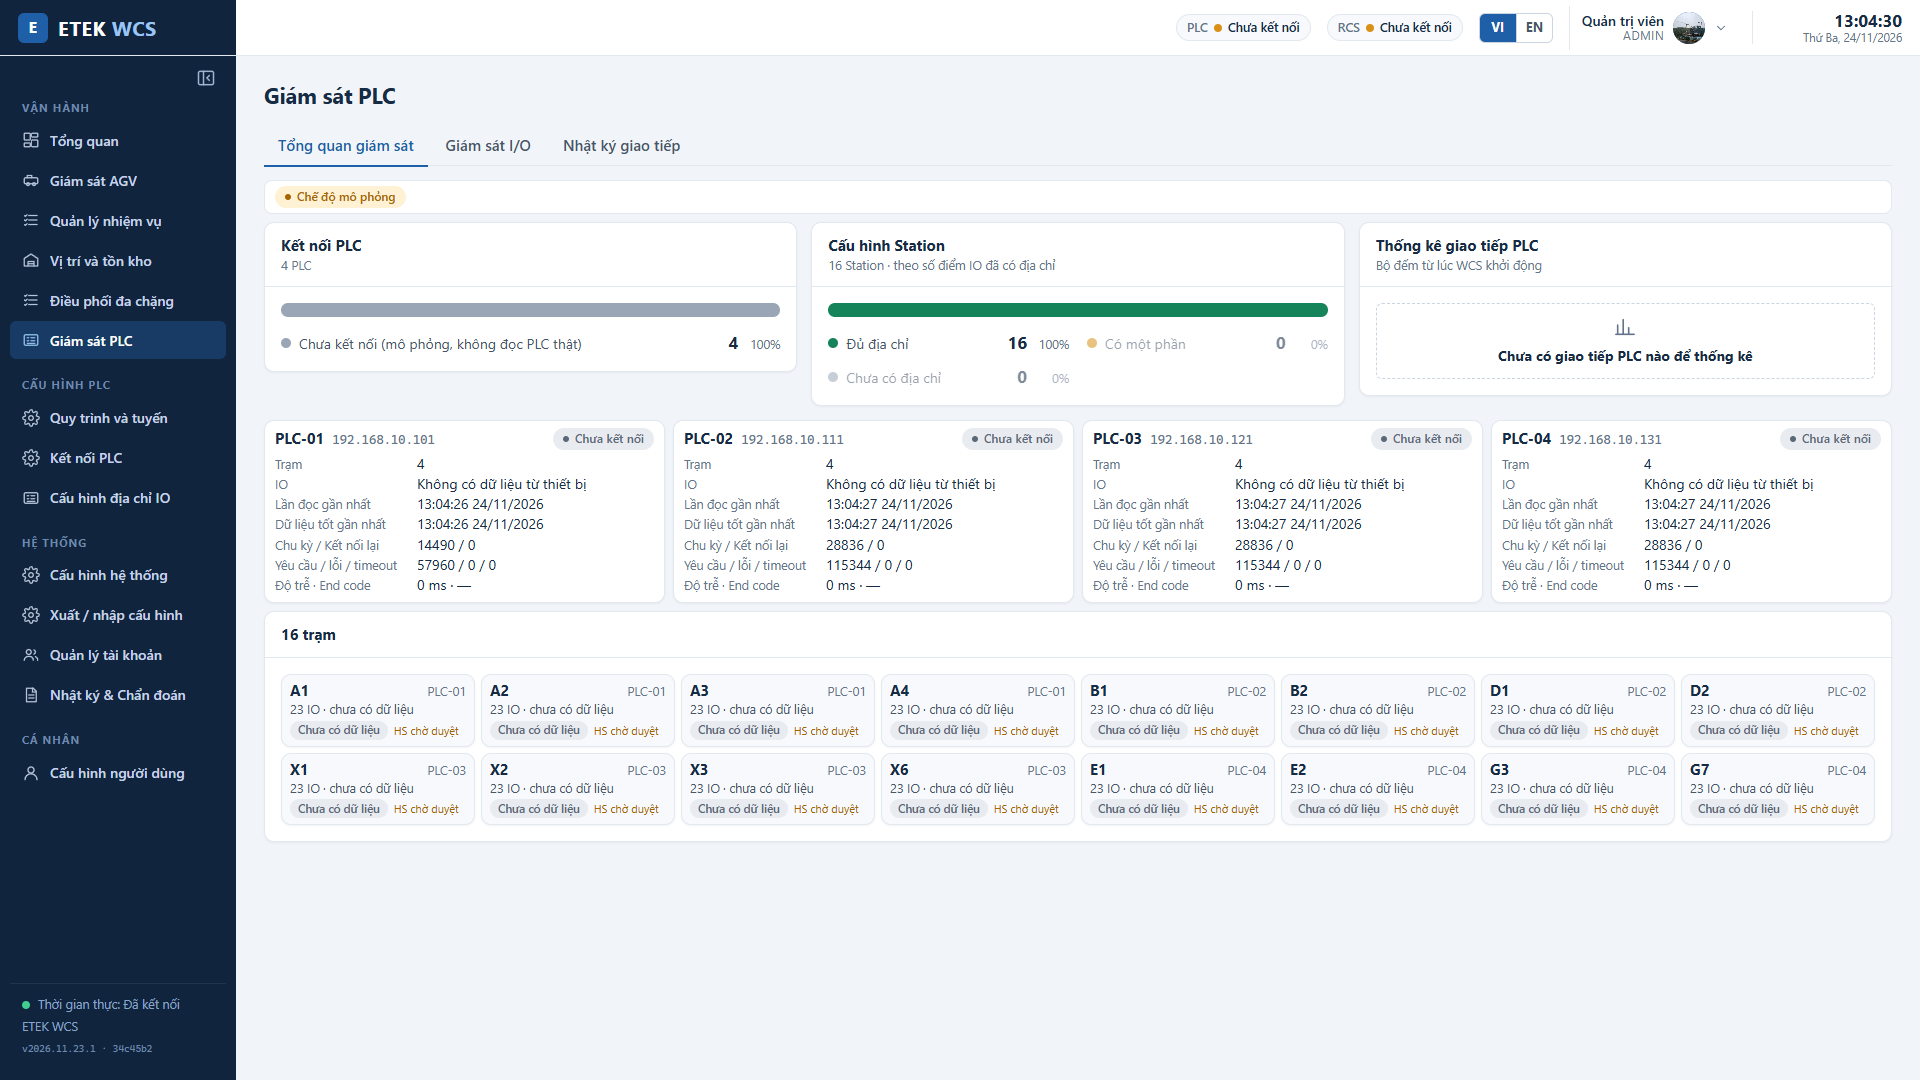 E ETEK WCS
PLC Chưa kết nối RCS Chưa kết nối VI EN Quản trị viên ADMIN 13:04:30 Thứ Ba, 24/11/2026
VẬN HÀNH
Tổng quan
Giám sát AGV
Quản lý nhiệm vụ
Vị trí và tồn kho
Điều phối đa chặng
Giám sát PLC
CẤU HÌNH PLC
Quy trình và tuyến
Kết nối PLC
Cấu hình địa chỉ IO
HỆ THỐNG
Cấu hình hệ thống
Xuất / nhập cấu hình
Quản lý tài khoản
Nhật ký & Chẩn đoán
CÁ NHÂN
Cấu hình người dùng
Thời gian thực: Đã kết nối
ETEK WCS
v2026.11.23.1 · 34c45b2
Giám sát PLC
Tổng quan giám sát Giám sát I/O Nhật ký giao tiếp
Chế độ mô phỏng
Kết nối PLC
4 PLC
Chưa kết nối (mô phỏng, không đọc PLC thật) 4 100%
Cấu hình Station
16 Station · theo số điểm IO đã có địa chỉ
Đủ địa chỉ 16 100% Có một phần 0 0%
Chưa có địa chỉ 0 0%
Thống kê giao tiếp PLC
Bộ đếm từ lúc WCS khởi động
Chưa có giao tiếp PLC nào để thống kê
PLC-01 192.168.10.101 Chưa kết nối
Trạm 4
IO Không có dữ liệu từ thiết bị
Lần đọc gần nhất 13:04:26 24/11/2026
Dữ liệu tốt gần nhất 13:04:26 24/11/2026
Chu kỳ / Kết nối lại 14490 / 0
Yêu cầu / lỗi / timeout 57960 / 0 / 0
Độ trễ · End code 0 ms · —
PLC-02 192.168.10.111 Chưa kết nối
Trạm 4
IO Không có dữ liệu từ thiết bị
Lần đọc gần nhất 13:04:27 24/11/2026
Dữ liệu tốt gần nhất 13:04:27 24/11/2026
Chu kỳ / Kết nối lại 28836 / 0
Yêu cầu / lỗi / timeout 115344 / 0 / 0
Độ trễ · End code 0 ms · —
PLC-03 192.168.10.121 Chưa kết nối
Trạm 4
IO Không có dữ liệu từ thiết bị
Lần đọc gần nhất 13:04:27 24/11/2026
Dữ liệu tốt gần nhất 13:04:27 24/11/2026
Chu kỳ / Kết nối lại 28836 / 0
Yêu cầu / lỗi / timeout 115344 / 0 / 0
Độ trễ · End code 0 ms · —
PLC-04 192.168.10.131 Chưa kết nối
Trạm 4
IO Không có dữ liệu từ thiết bị
Lần đọc gần nhất 13:04:27 24/11/2026
Dữ liệu tốt gần nhất 13:04:27 24/11/2026
Chu kỳ / Kết nối lại 28836 / 0
Yêu cầu / lỗi / timeout 115344 / 0 / 0
Độ trễ · End code 0 ms · —
16 trạm
A1 PLC-01 A2 PLC-01 A3 PLC-01 A4 PLC-01 B1 PLC-02 B2 PLC-02 D1 PLC-02 D2 PLC-02
23 IO · chưa có dữ liệu 23 IO · chưa có dữ liệu 23 IO · chưa có dữ liệu 23 IO · chưa có dữ liệu 23 IO · chưa có dữ liệu 23 IO · chưa có dữ liệu 23 IO · chưa có dữ liệu 23 IO · chưa có dữ liệu
Chưa có dữ liệu HS chờ duyệt Chưa có dữ liệu HS chờ duyệt Chưa có dữ liệu HS chờ duyệt Chưa có dữ liệu HS chờ duyệt Chưa có dữ liệu HS chờ duyệt Chưa có dữ liệu HS chờ duyệt Chưa có dữ liệu HS chờ duyệt Chưa có dữ liệu HS chờ duyệt
X1 PLC-03 X2 PLC-03 X3 PLC-03 X6 PLC-03 E1 PLC-04 E2 PLC-04 G3 PLC-04 G7 PLC-04
23 IO · chưa có dữ liệu 23 IO · chưa có dữ liệu 23 IO · chưa có dữ liệu 23 IO · chưa có dữ liệu 23 IO · chưa có dữ liệu 23 IO · chưa có dữ liệu 23 IO · chưa có dữ liệu 23 IO · chưa có dữ liệu
Chưa có dữ liệu HS chờ duyệt Chưa có dữ liệu HS chờ duyệt Chưa có dữ liệu HS chờ duyệt Chưa có dữ liệu HS chờ duyệt Chưa có dữ liệu HS chờ duyệt Chưa có dữ liệu HS chờ duyệt Chưa có dữ liệu HS chờ duyệt Chưa có dữ liệu HS chờ duyệt